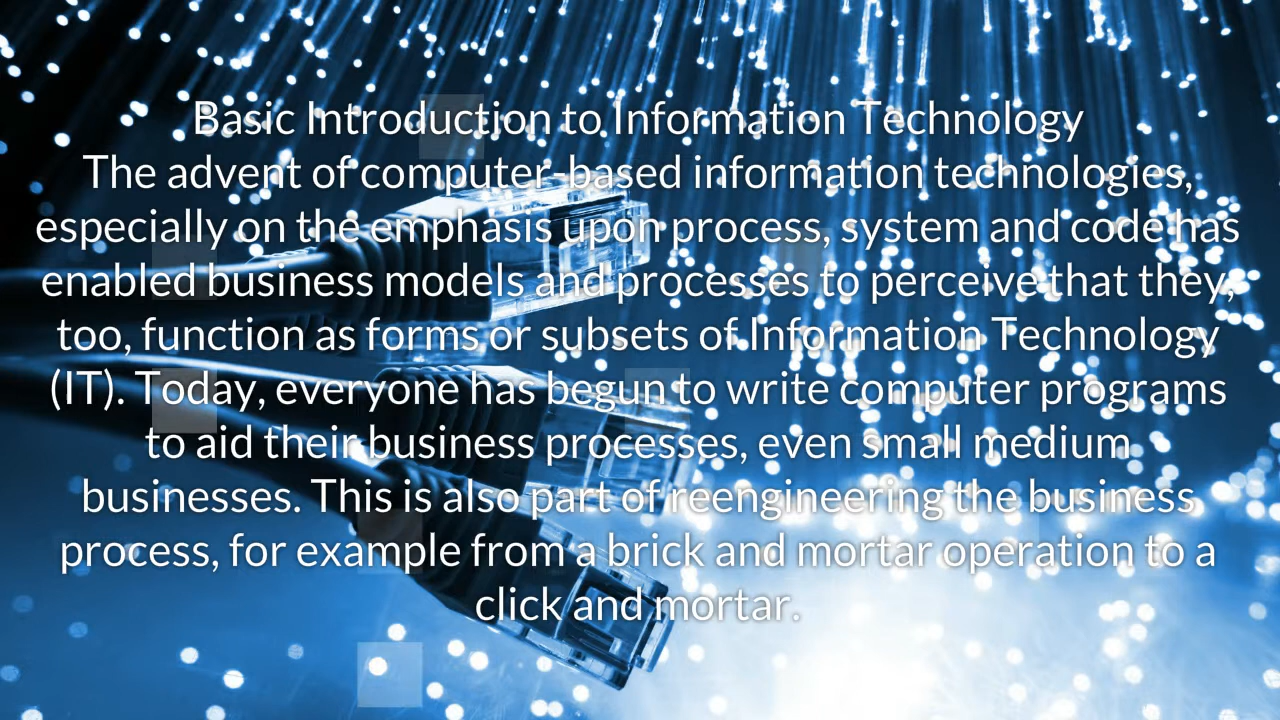 Basic Introduction to Information Technology
The advent of computer-based information technologies,
especially on the emphasis upon process, system and code has
enabled business models and processes to perceive that they,
too, function as forms or subsets of Information Technology
(IT). Today, everyone has begun to write computer programs
to aid their business processes, even small medium
businesses. This is also part of reengineering the business
process, for example from a brick and mortar operation to a
click and mortar.